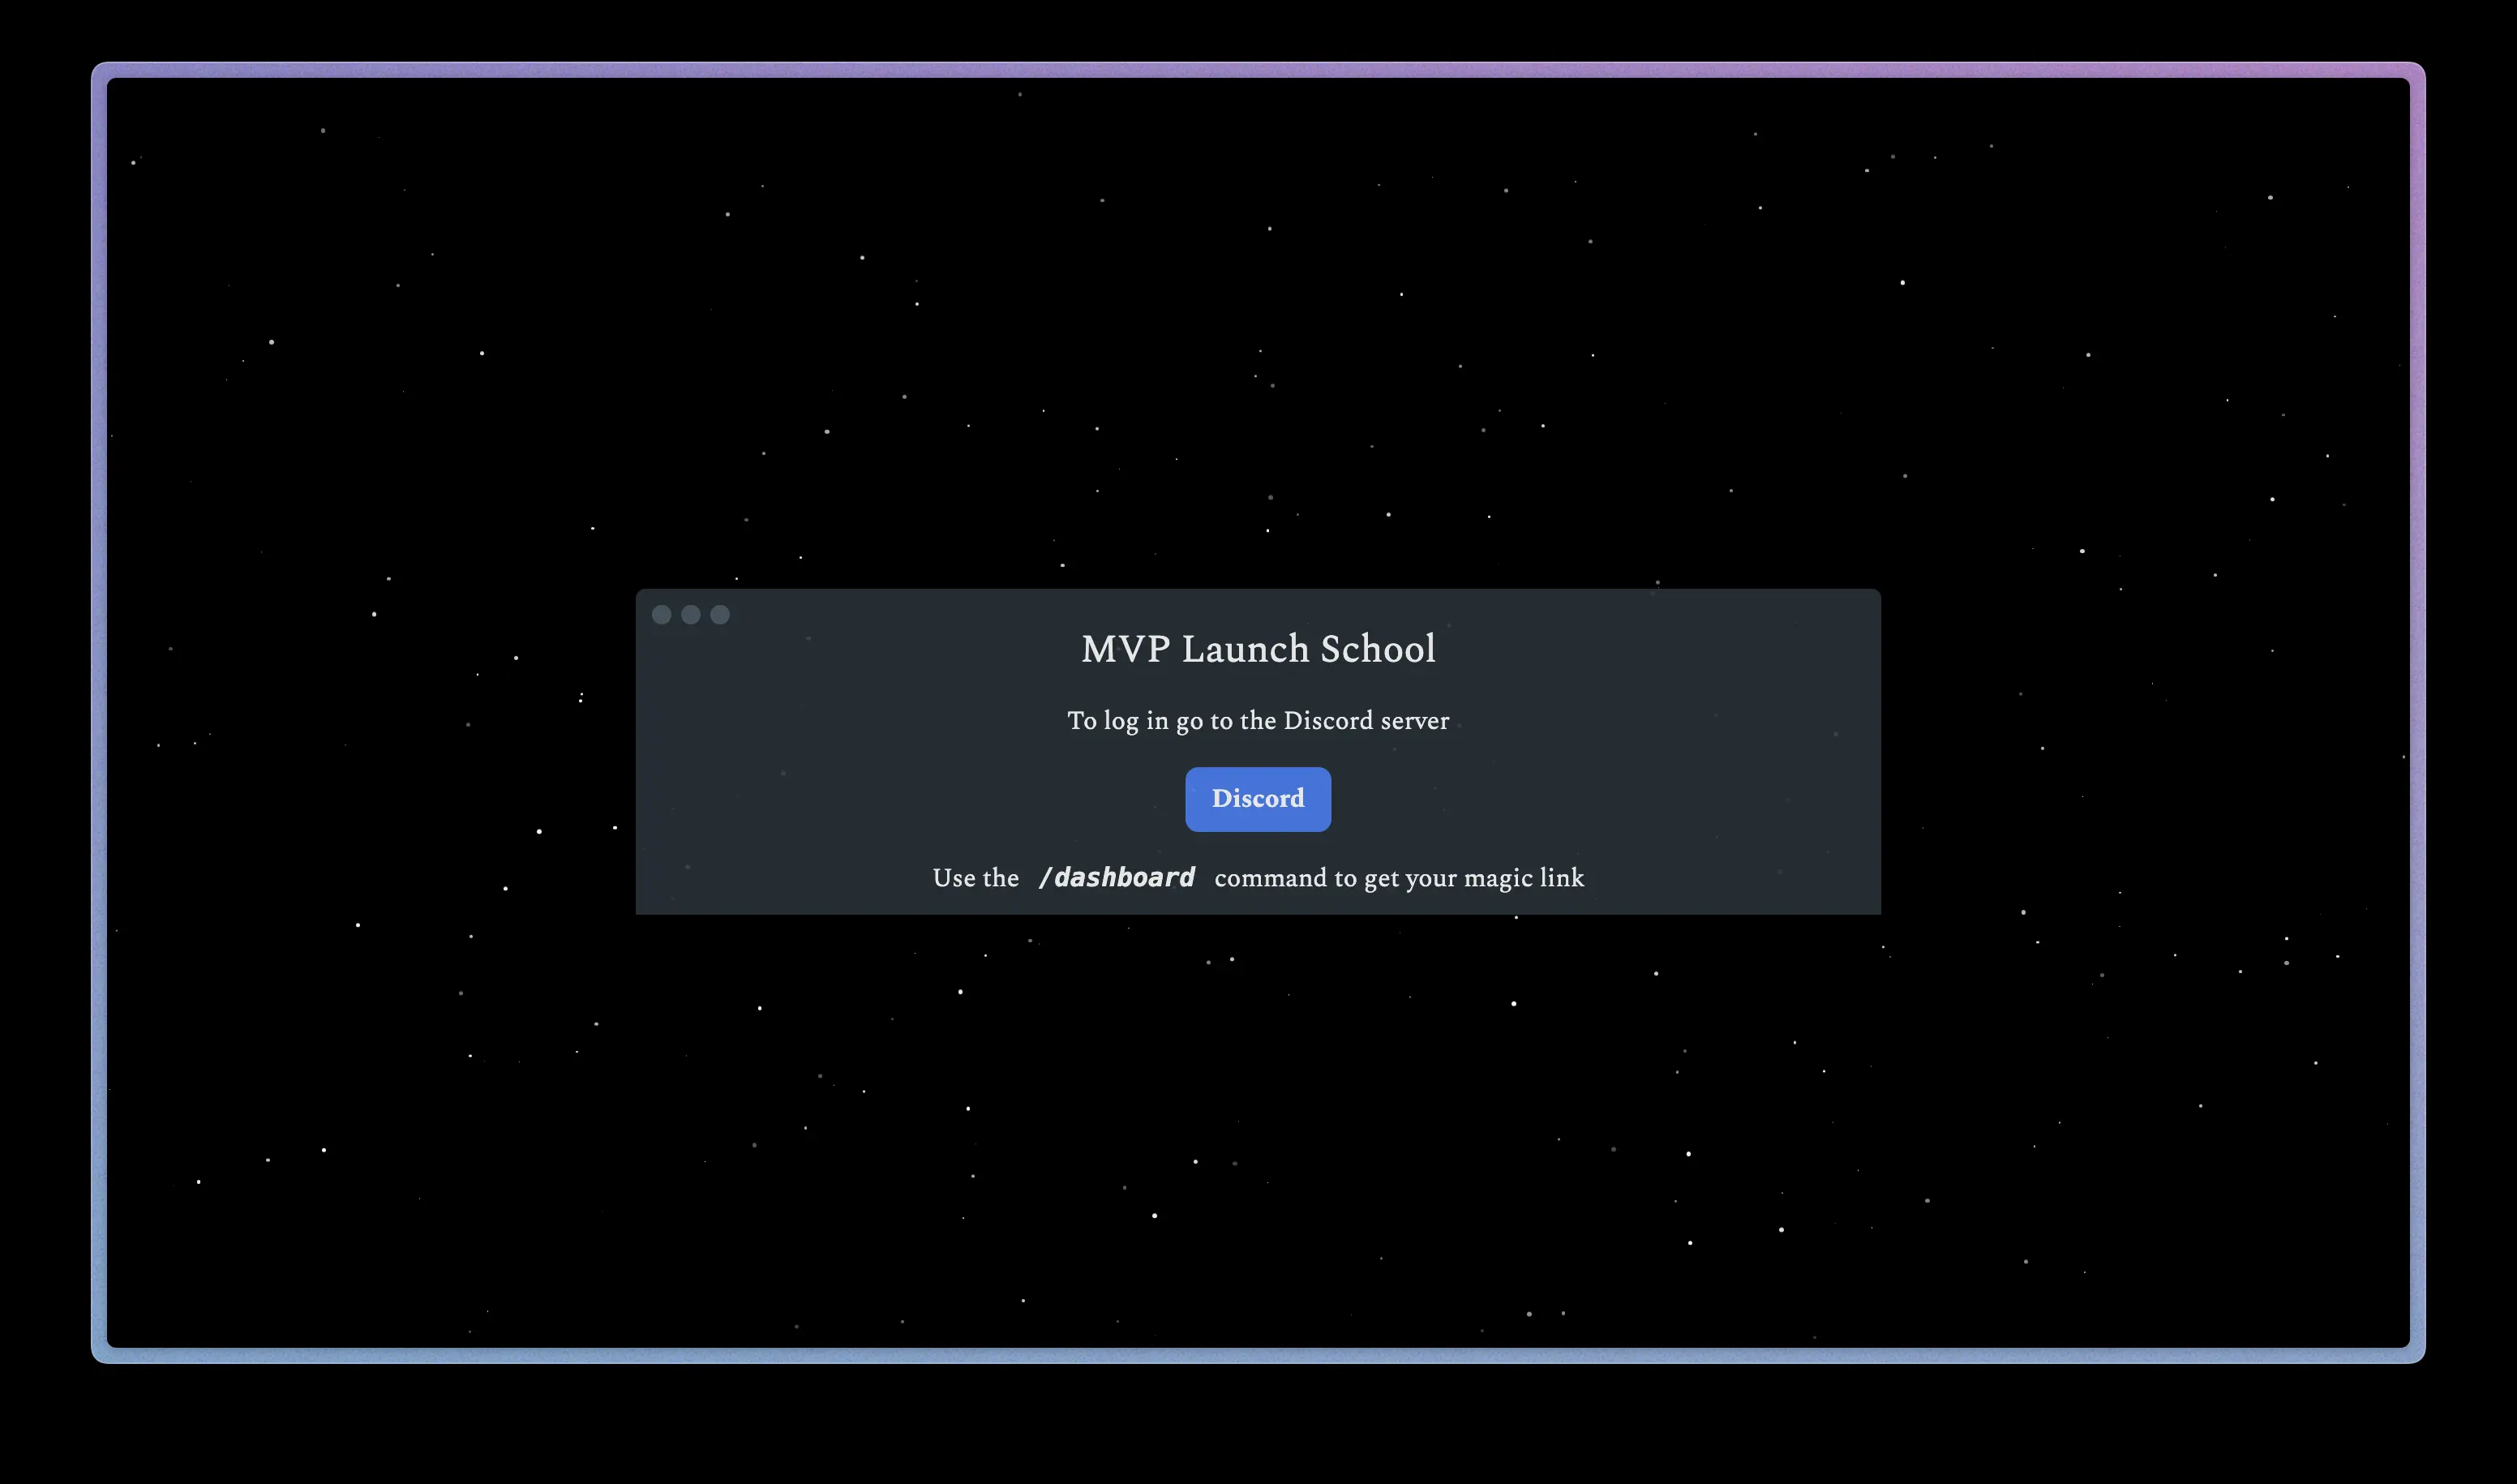 MVP Launch School
To log in go to the Discord server
Discord
Use the /dashboard command to get your magic link